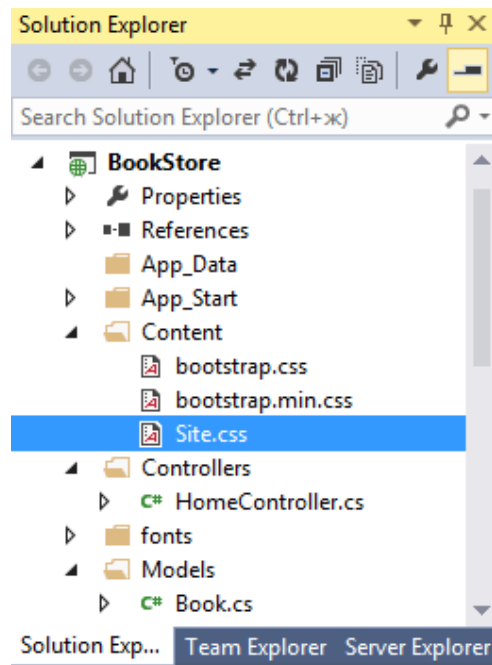 Solution Explorer
Search Solution Explorer (Ctrl+ж)
BookStore
Properties
References
App_Data
App_Start
Content
bootstrap.css
bootstrap.min.css
Site.css
Controllers
C# HomeController.cs
fonts
Models
C# Book.cs
Solution Exp... Team Explorer Server Explorer